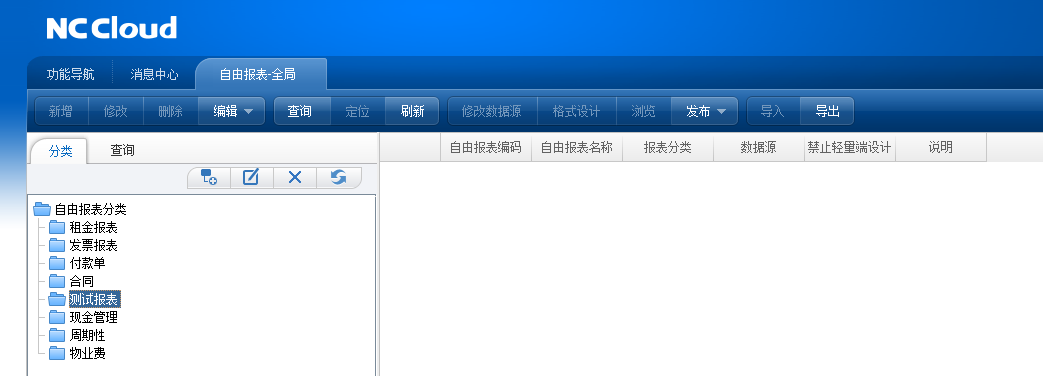 NC Cloud
功能导航 消息中心 自由报表-全局
新增 修改 删除 编辑 查询 定位 刷新 修改数据源 格式设计 浏览 发布 导入 导出
分类 查询
自由报表编码 自由报表名称 报表分类 数据源 禁止轻量端设计 说明
自由报表分类
租金报表
发票报表
付款单
合同
测试报表
现金管理
周期性
物业费